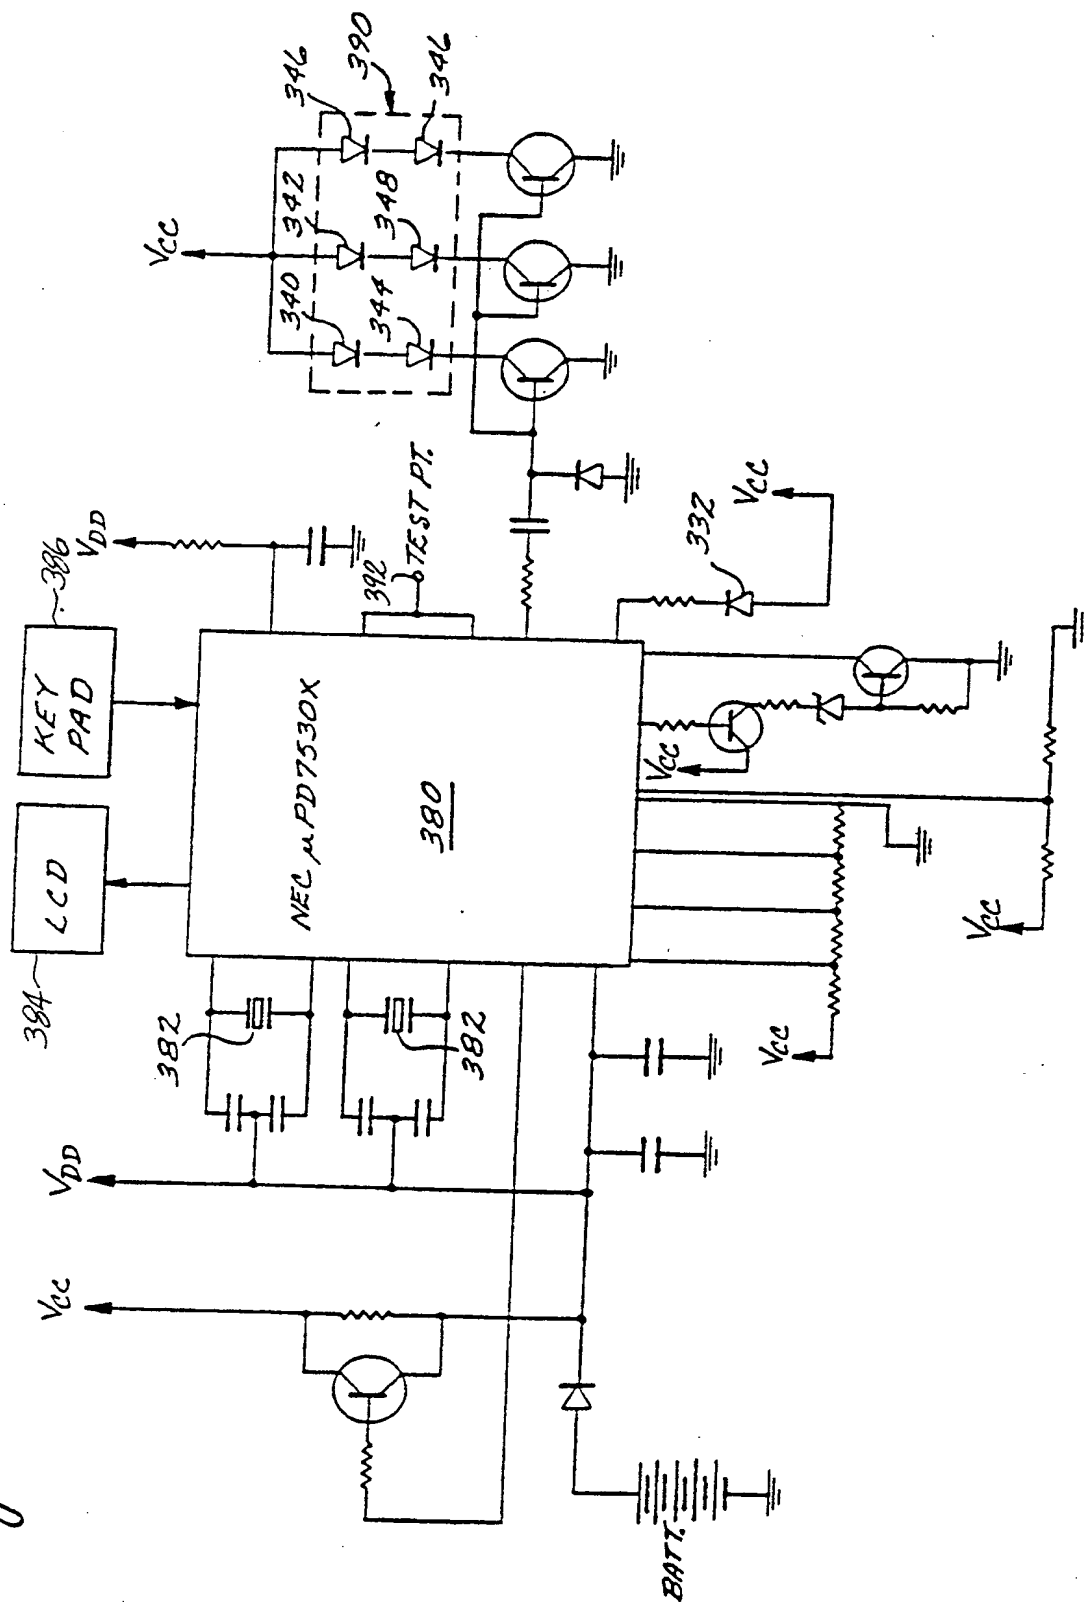 346
390
346
342
348
340
344
VCC
VDD
386
KEY
PAD
392
TEST PT.
332
VCC
LCD
384
NEC μPD7530X
380
VCC
VCC
VCC
382
382
VDD
VCC
BATT.